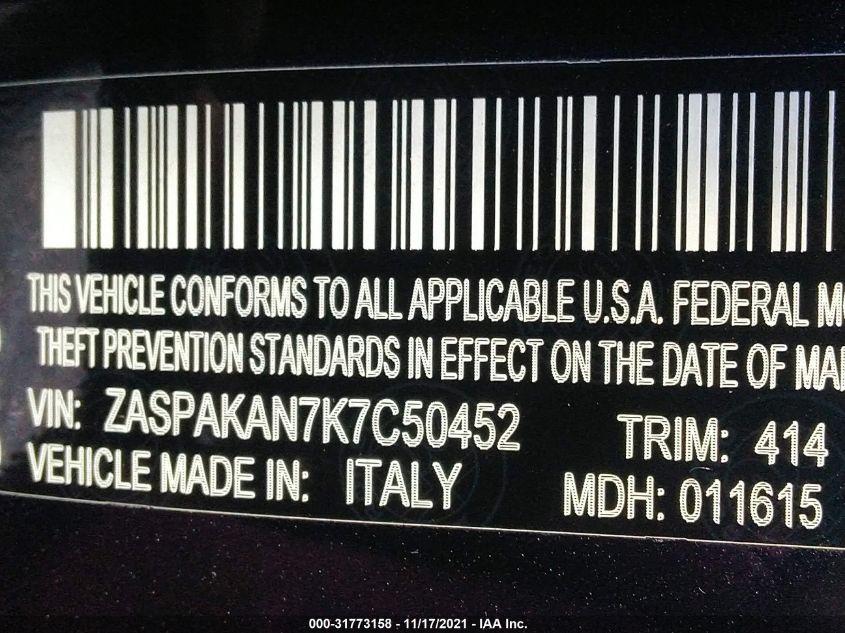 THIS VEHICLE CONFORMS TO ALL APPLICABLE U.S.A. FEDERAL
THEFT PREVENTION STANDARDS IN EFFECT ON THE DATE OF
VIN: ZASPAKAN7K7C50452 TRIM: 414
VEHICLE MADE IN: ITALY MDH: 011615
000-31773158 - 11/17/2021 - IAA Inc.